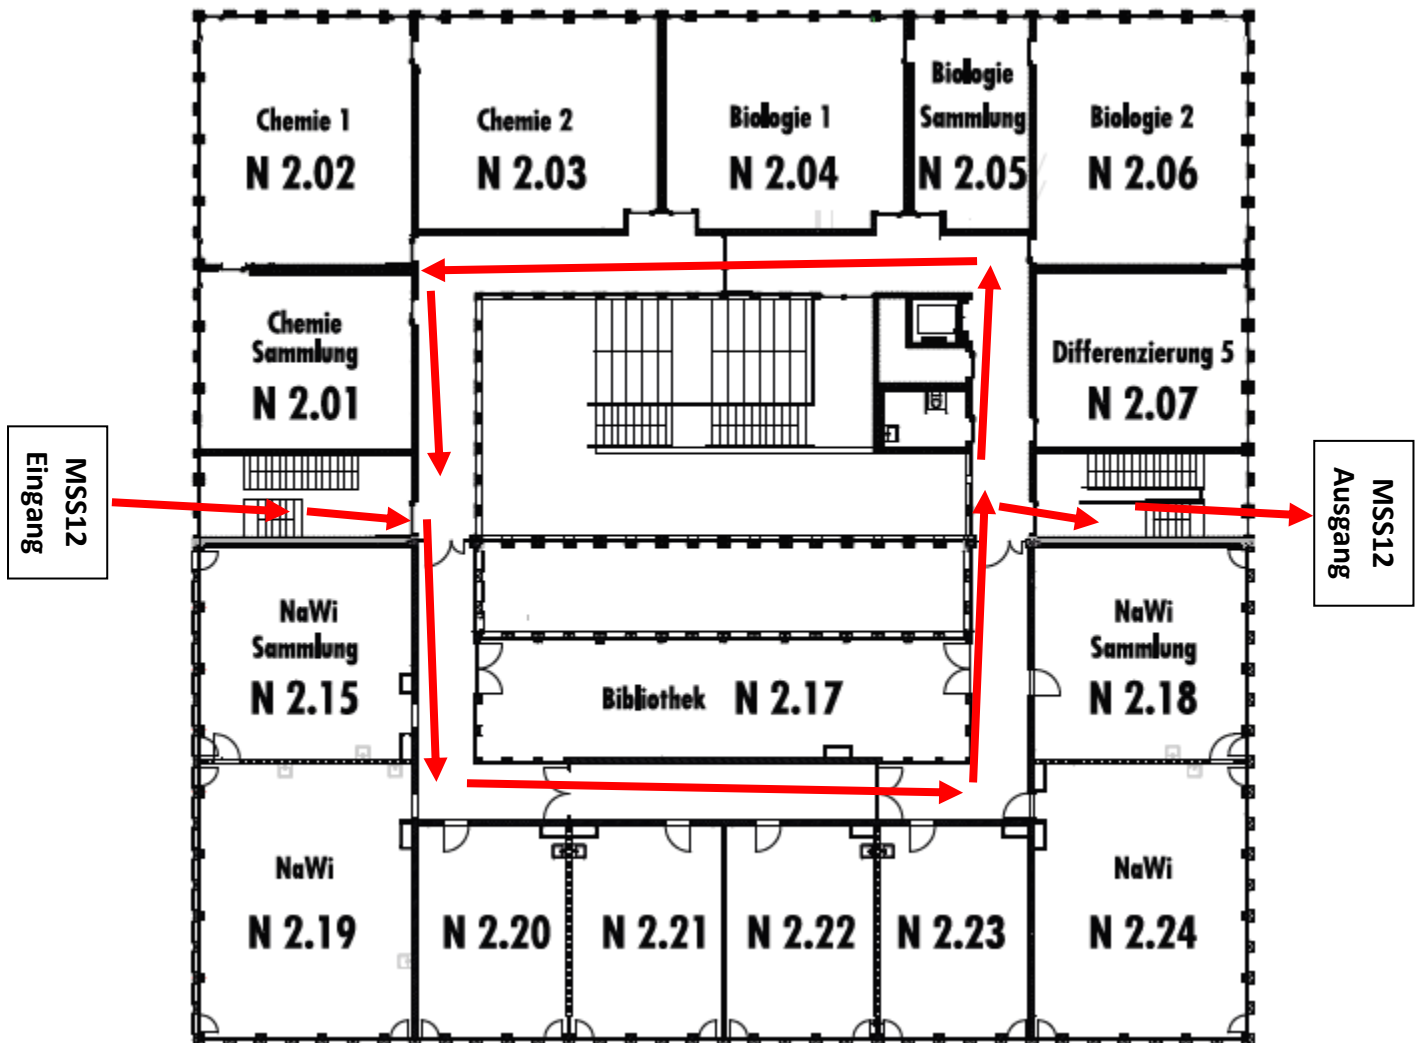 Chemie 1
N 2.02
Chemie 2
N 2.03
Biologie 1
N 2.04
Biologie
Sammlung
N 2.05
Biologie 2
N 2.06
Chemie
Sammlung
N 2.01
Differenzierung 5
N 2.07
MSS12
Eingang
MSS12
Ausgang
NaWi
Sammlung
N 2.15
Bibliothek N 2.17
NaWi
Sammlung
N 2.18
NaWi
N 2.19
N 2.20
N 2.21
N 2.22
N 2.23
NaWi
N 2.24